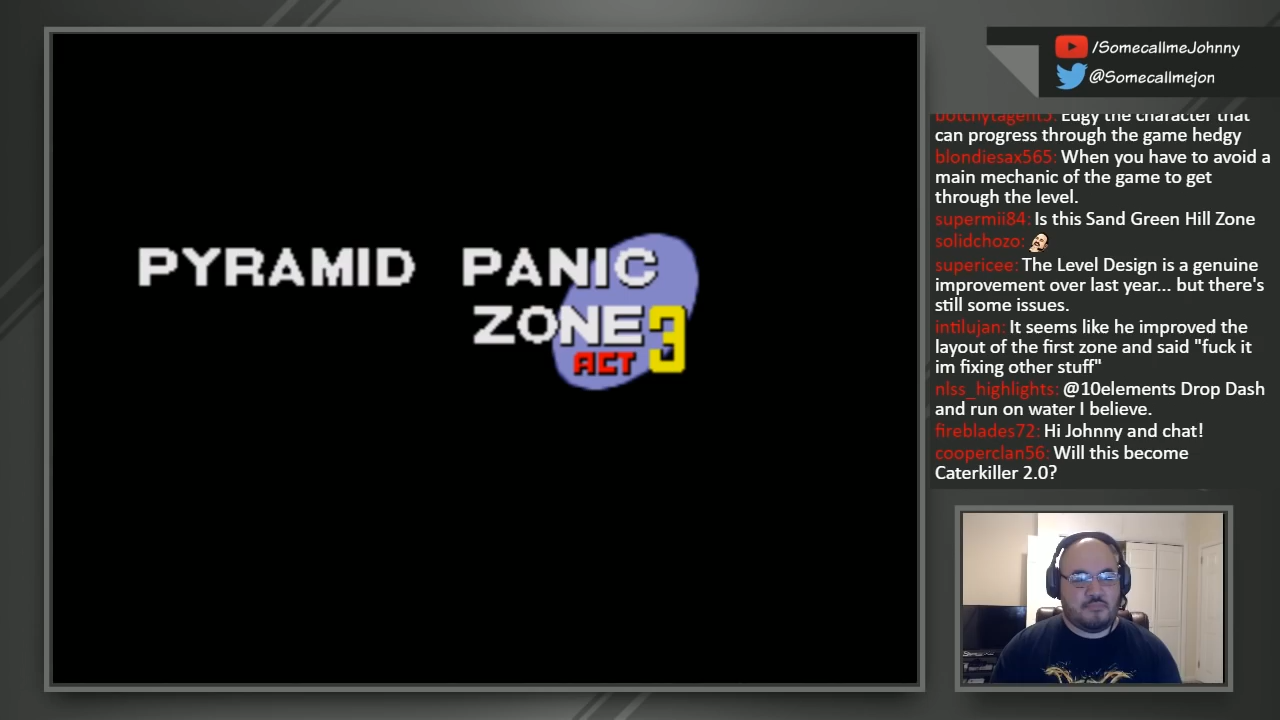 PYRAMID PANIC
ZONE
ACT 3
/SomecallmeJohnny
@Somecallmejon
botchytagent5: Edgy the character that
can progress through the game hedgy
blondiesax565: When you have to avoid a
main mechanic of the game to get
through the level.
supermii84: Is this Sand Green Hill Zone
solidchozo:
supericee: The Level Design is a genuine
improvement over last year... but there's
still some issues.
intilujan: It seems like he improved the
layout of the first zone and said "fuck it
im fixing other stuff"
nlss_highlights: @10elements Drop Dash
and run on water I believe.
fireblades72: Hi Johnny and chat!
cooperclan56: Will this become
Caterkiller 2.0?